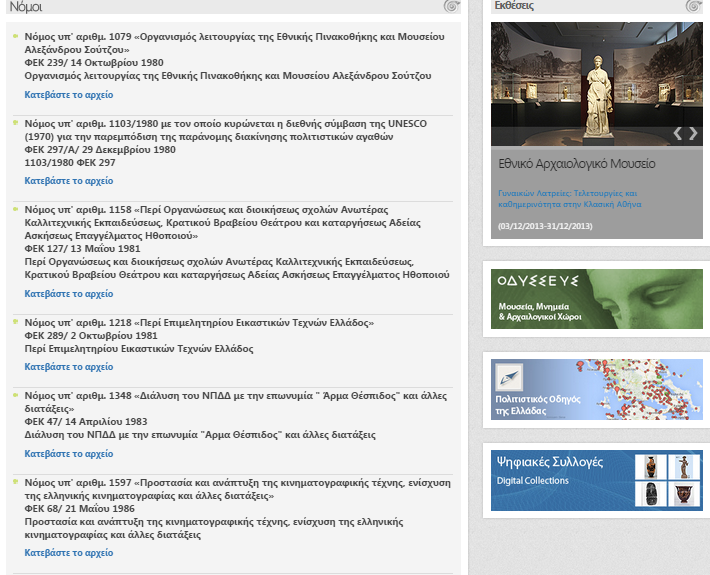 Νόμοι
Νόμος υπ' αριθμ. 1079 «Οργανισμός λειτουργίας της Εθνικής Πινακοθήκης και Μουσείου
Αλεξάνδρου Σούτζου»
ΦΕΚ 239/ 14 Οκτωβρίου 1980
Οργανισμός λειτουργίας της Εθνικής Πινακοθήκης και Μουσείου Αλεξάνδρου Σούτζου
Κατεβάστε το αρχείο
Νόμος υπ' αριθμ. 1103/1980 με τον οποίο κυρώνεται η διεθνής σύμβαση της UNESCO
(1970) για την παρεμπόδιση της παράνομης διακίνησης πολιτιστικών αγαθών
ΦΕΚ 297/Α/ 29 Δεκεμβρίου 1980
1103/1980 ΦΕΚ 297
Κατεβάστε το αρχείο
Νόμος υπ' αριθμ. 1158 «Περί Οργανώσεως και διοικήσεως σχολών Ανωτέρας
Καλλιτεχνικής Εκπαιδεύσεως, Κρατικού Βραβείου Θεάτρου και καταργήσεως Αδείας
Ασκήσεως Επαγγέλματος Ηθοποιού»
ΦΕΚ 127/ 13 Μαΐου 1981
Περί Οργανώσεως και διοικήσεως σχολών Ανωτέρας Καλλιτεχνικής Εκπαιδεύσεως,
Κρατικού Βραβείου Θεάτρου και καταργήσεως Αδείας Ασκήσεως Επαγγέλματος Ηθοποιού
Κατεβάστε το αρχείο
Νόμος υπ' αριθμ. 1218 «Περί Επιμελητηρίου Εικαστικών Τεχνών Ελλάδος»
ΦΕΚ 289/ 2 Οκτωβρίου 1981
Περί Επιμελητηρίου Εικαστικών Τεχνών Ελλάδος
Κατεβάστε το αρχείο
Νόμος υπ' αριθμ. 1348 «Διάλυση του ΝΠΔΔ με την επωνυμία " Άρμα Θέσπιδος" και άλλες
διατάξεις»
ΦΕΚ 47/ 14 Απριλίου 1983
Διάλυση του ΝΠΔΔ με την επωνυμία "Αρμα Θέσπιδος" και άλλες διατάξεις
Κατεβάστε το αρχείο
Νόμος υπ' αριθμ. 1597 «Προστασία και ανάπτυξη της κινηματογραφικής τέχνης, ενίσχυση
της ελληνικής κινηματογραφίας και άλλες διατάξεις»
ΦΕΚ 68/ 21 Μαΐου 1986
Προστασία και ανάπτυξη της κινηματογραφικής τέχνης, ενίσχυση της ελληνικής
κινηματογραφίας και άλλες διατάξεις
Κατεβάστε το αρχείο
Εκθέσεις
Εθνικό Αρχαιολογικό Μουσείο
Γυναικών Λατρείες: Τελετουργίες και
καθημερινότητα στην Κλασική Αθήνα
(03/12/2013-31/12/2013)
ΟΔΥΣΣΕΥΣ
Μουσεία, Μνημεία
& Αρχαιολογικοί Χώροι
Πολιτιστικός Οδηγός
της Ελλάδας
Ψηφιακές Συλλογές
Digital Collections